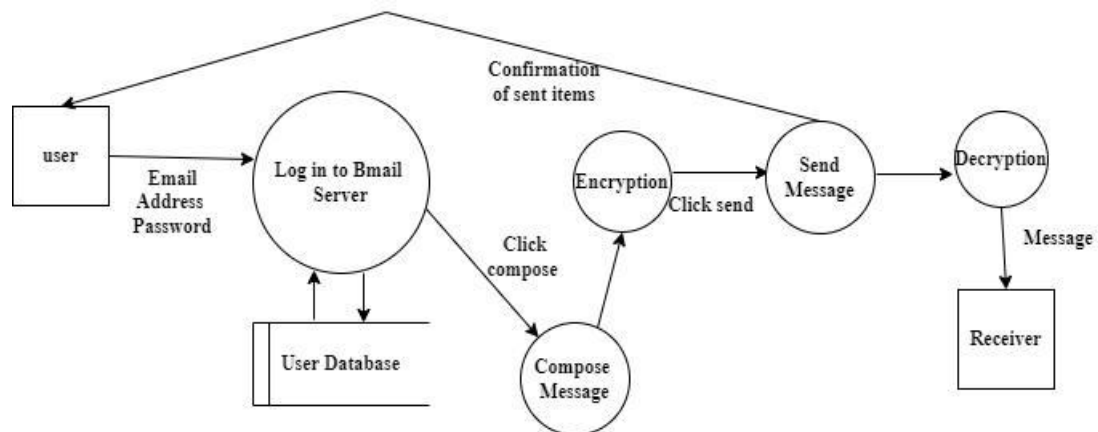 Confirmation
of sent items
user
Email
Address
Password
Log in to Bmail
Server
Encryption
Click send
Send
Message
Decryption
Message
Click
compose
User Database
Compose
Message
Receiver